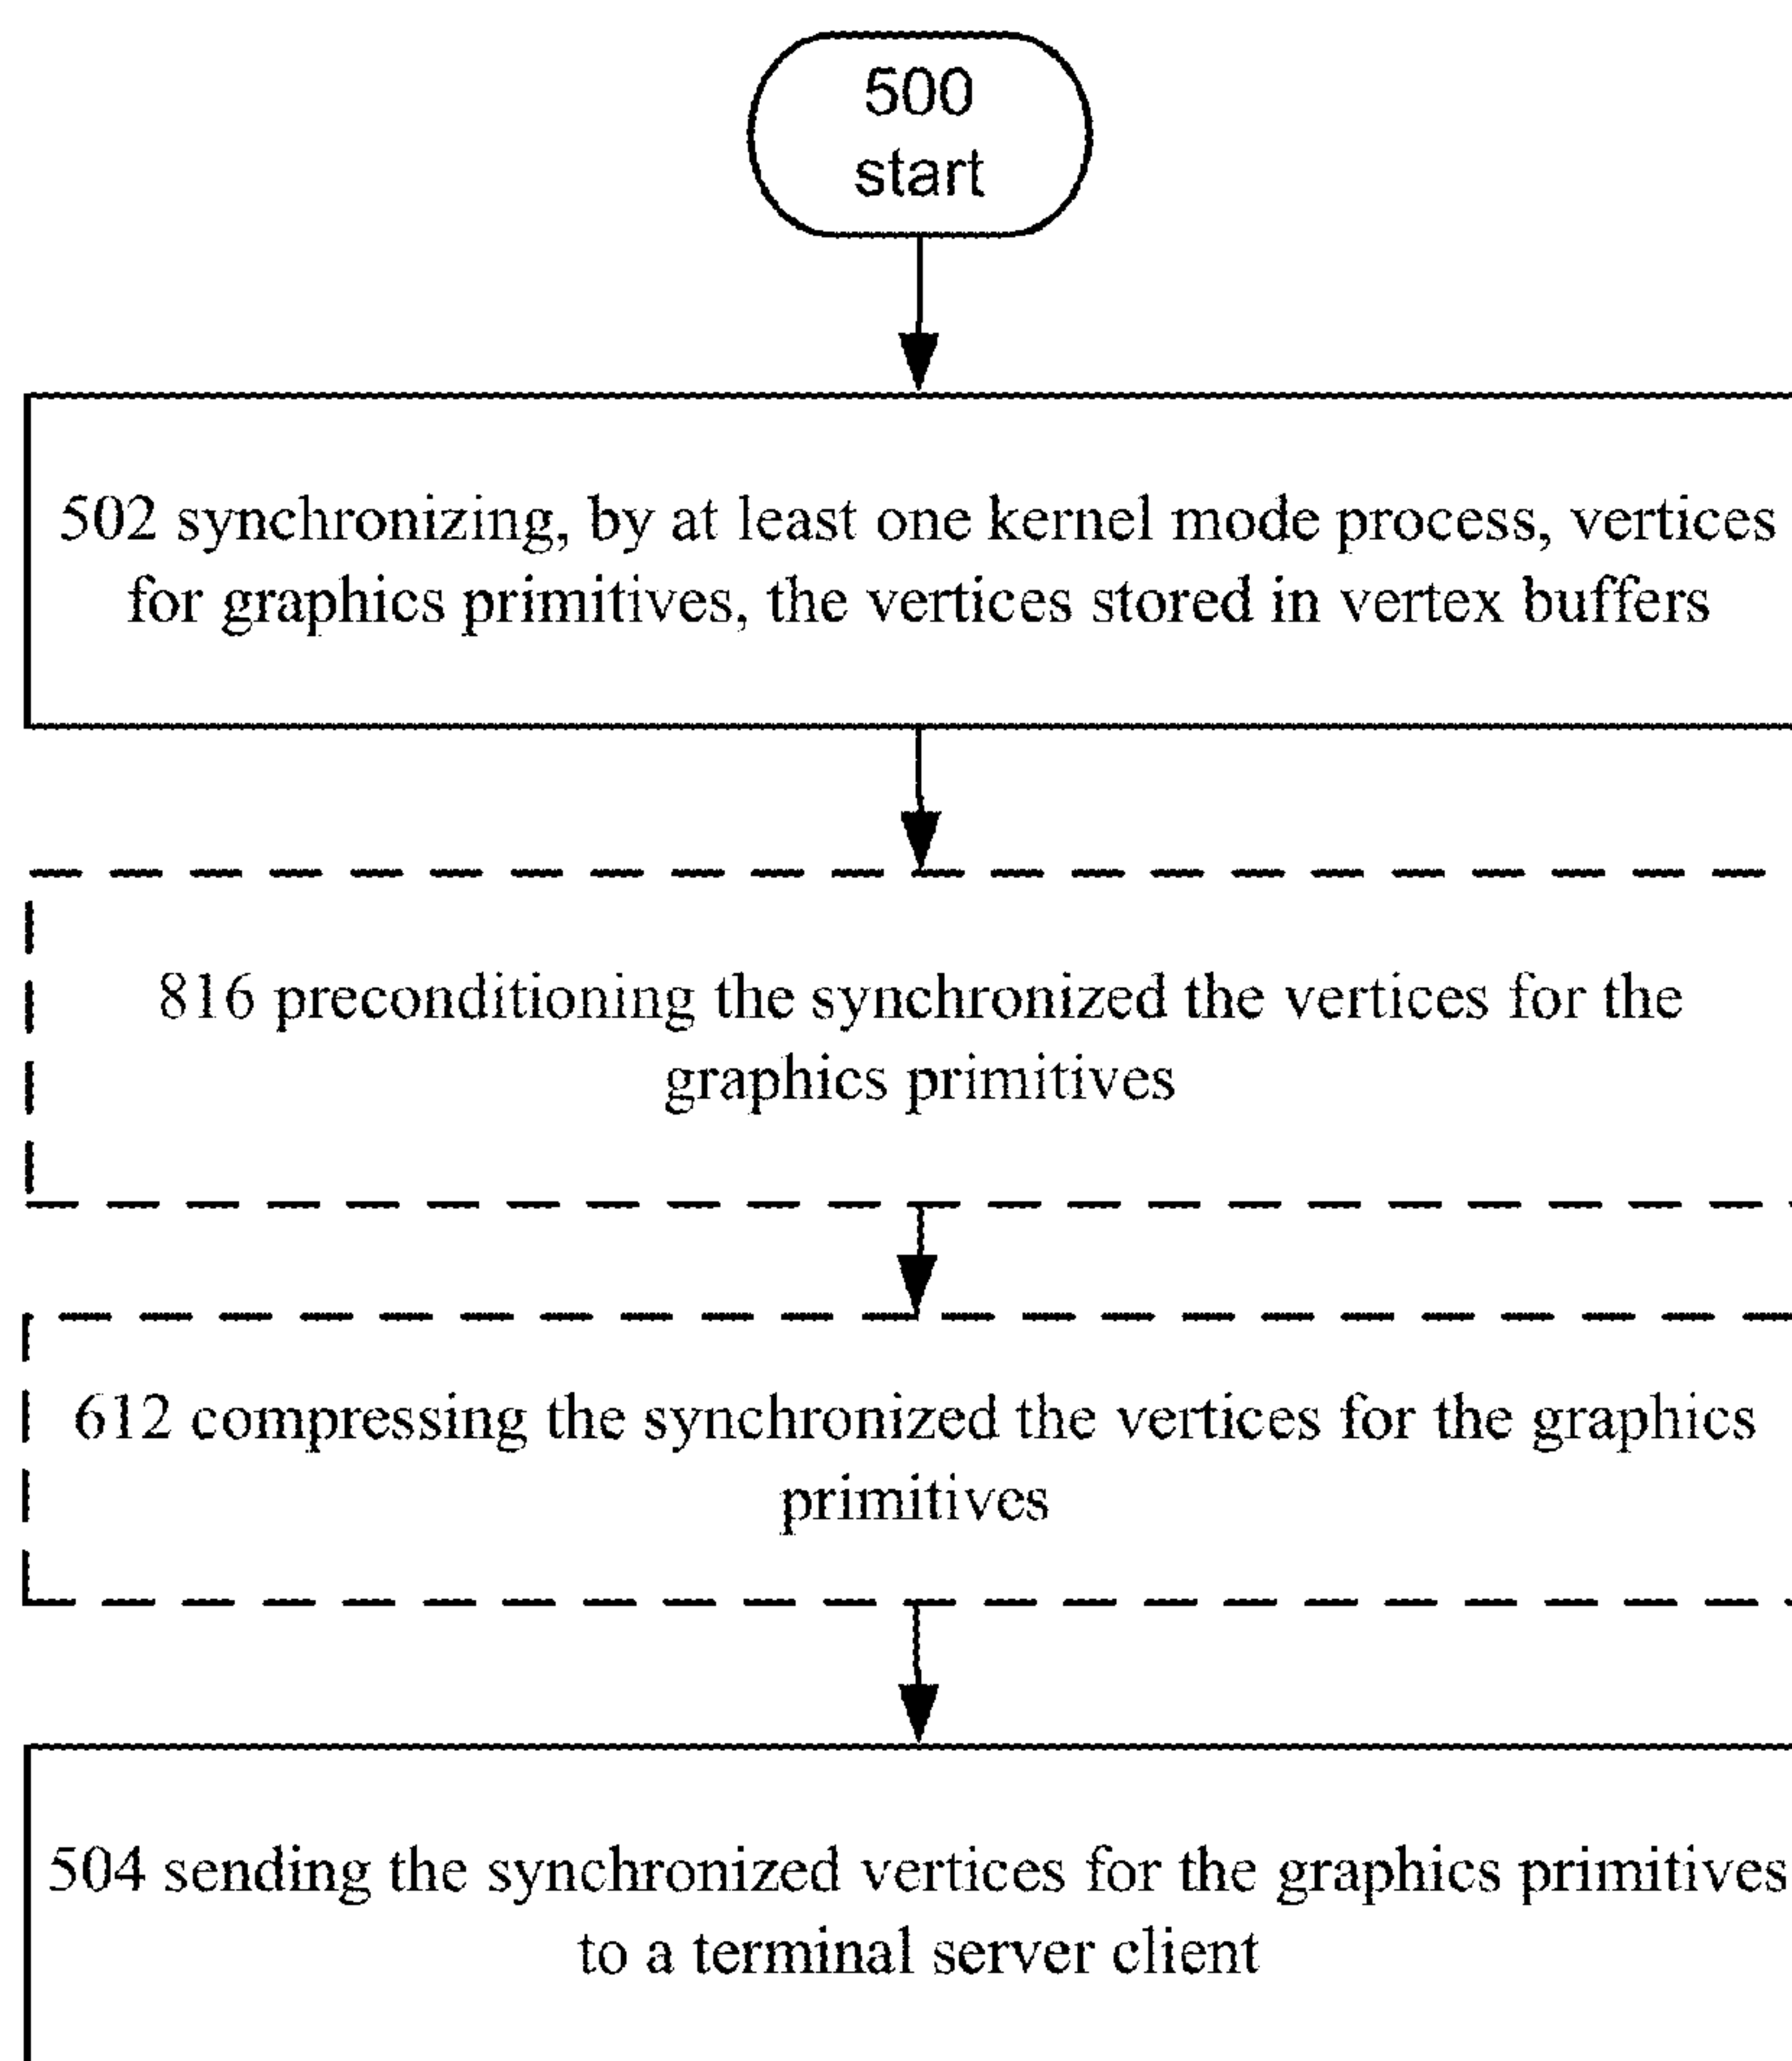 500
start
502 synchronizing, by at least one kernel mode process, vertices
for graphics primitives, the vertices stored in vertex buffers
816 preconditioning the synchronized the vertices for the
graphics primitives
612 compressing the synchronized the vertices for the graphics
primitives
504 sending the synchronized vertices for the graphics primitives
to a terminal server client